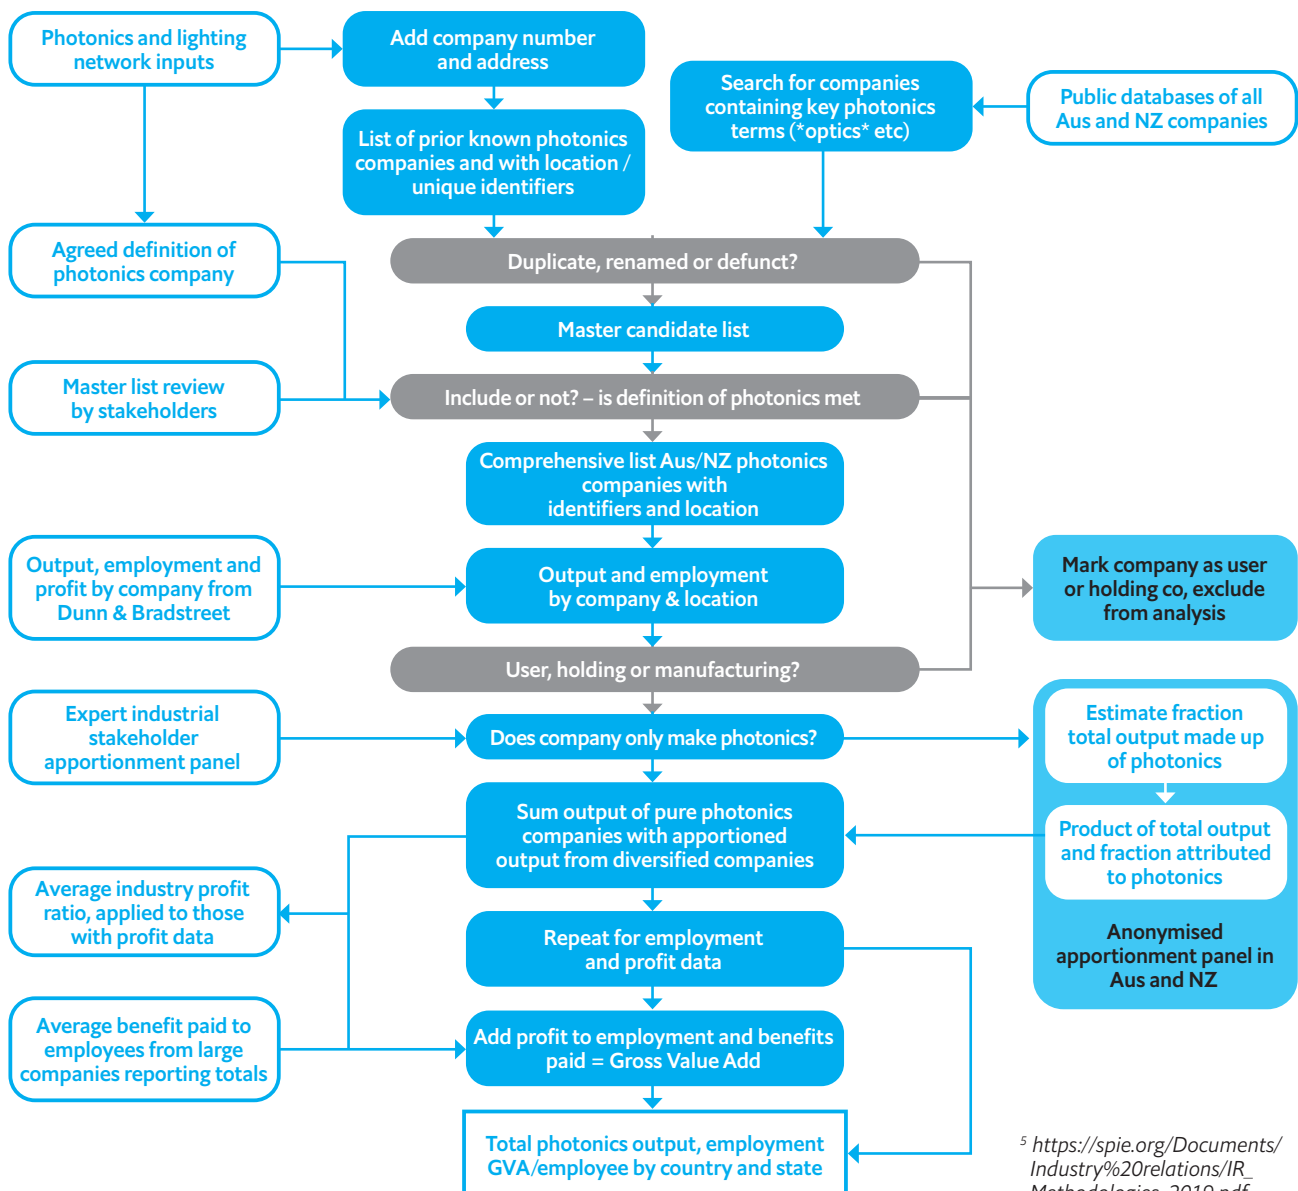 Photonics and lighting
network inputs
Add company number
and address
Search for companies
containing key photonics
terms (*optics* etc)
Public databases of all
Aus and NZ companies
List of prior known photonics
companies and with location /
unique identifiers
Agreed definition of
photonics company
Duplicate, renamed or defunct?
Master candidate list
Master list review
by stakeholders
Include or not? – is definition of photonics met
Comprehensive list Aus/NZ photonics
companies with
identifiers and location
Output, employment and
profit by company from
Dunn & Bradstreet
Output and employment
by company & location
Mark company as user
or holding co, exclude
from analysis
User, holding or manufacturing?
Expert industrial
stakeholder
apportionment panel
Does company only make photonics?
Estimate fraction
total output made up
of photonics
Sum output of pure photonics
companies with apportioned
output from diversified companies
Product of total output
and fraction attributed
to photonics
Anonymised
apportionment panel in
Aus and NZ
Average industry profit
ratio, applied to those
with profit data
Repeat for employment
and profit data
Average benefit paid to
employees from large
companies reporting totals
Add profit to employment and benefits
paid = Gross Value Add
Total photonics output, employment
GVA/employee by country and state
5 https://spie.org/Documents/
Industry%20relations/IR_
Methodologies_2019.pdf